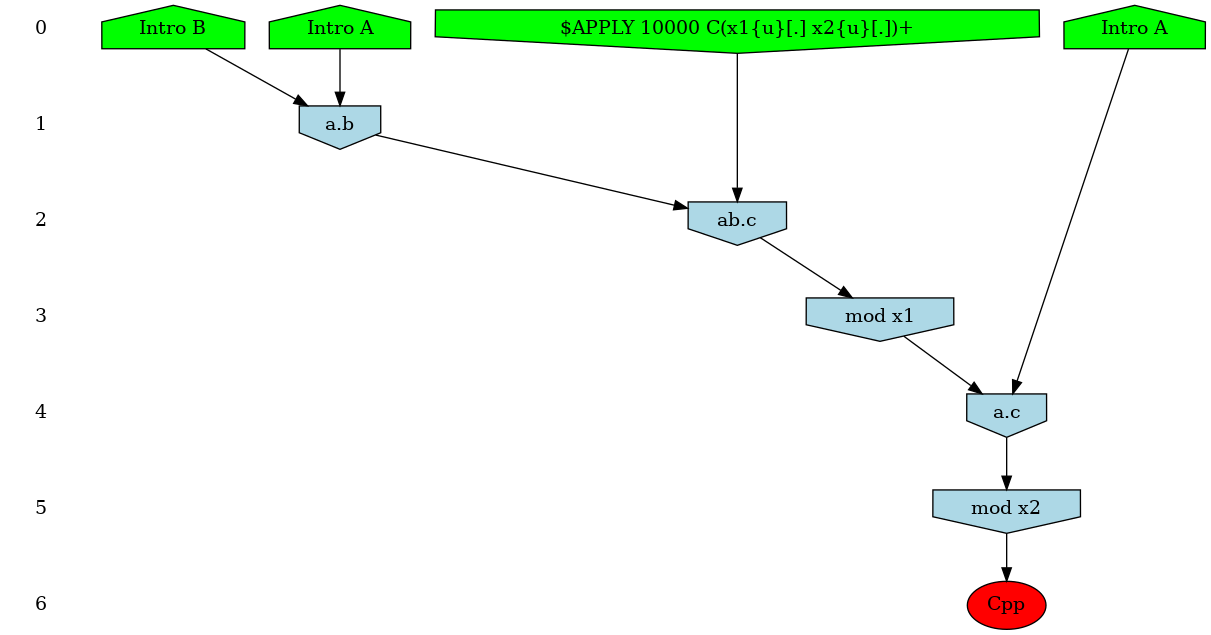 0
Intro B
Intro A
$APPLY 10000 C(x1{u}[.] x2{u}[.])+
Intro A
1
a.b
2
ab.c
3
mod x1
4
a.c
5
mod x2
6
Cpp